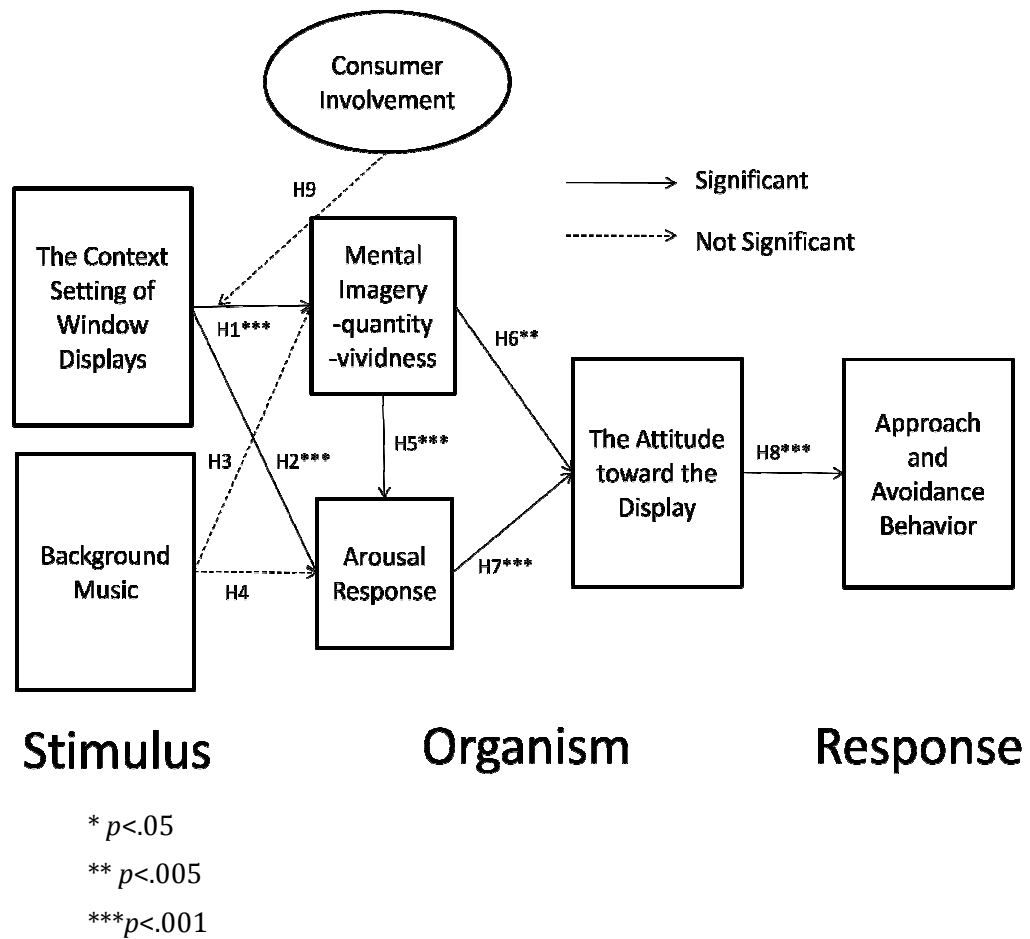 Consumer
Involvement
H9
Significant
Not Significant
The Context
Setting of
Window
Displays
H1***
Mental
Imagery
-quantity
-vividness
H6**
H3
H2***
H5***
The Attitude
toward the
Display
H8***
Approach
and
Avoidance
Behavior
Background
Music
H4
Arousal
Response
H7***
Stimulus
Organism
Response
* p<.05
** p<.005
***p<.001